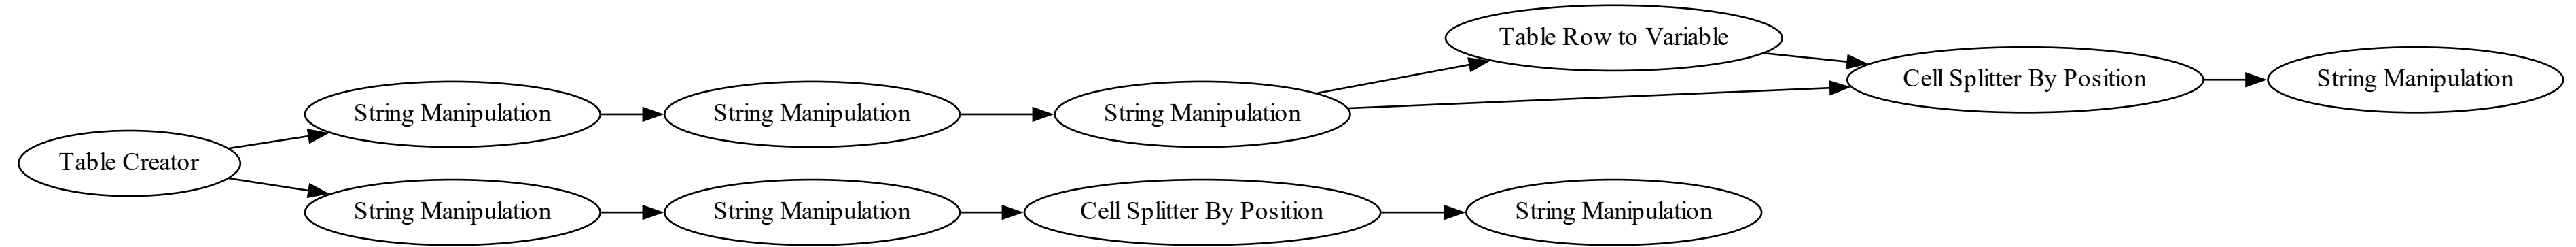 Table Creator
String Manipulation
String Manipulation
String Manipulation
Table Row to Variable
Cell Splitter By Position
String Manipulation
String Manipulation
String Manipulation
Cell Splitter By Position
String Manipulation